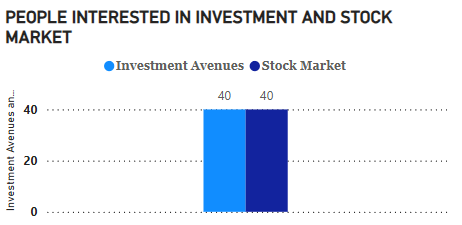 PEOPLE INTERESTED IN INVESTMENT AND STOCK
MARKET
Investment Avenues Stock Market
40 40
Investment Avenues an...
40
20
0